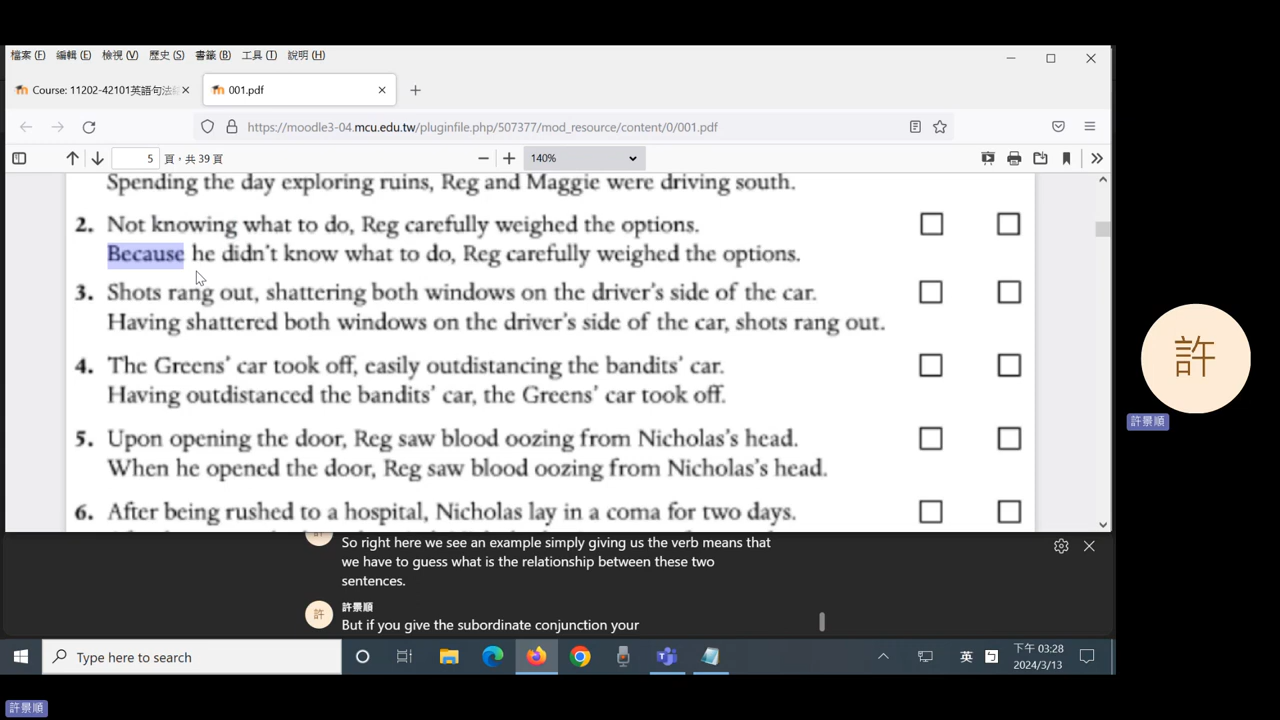 檔案 (F) 編輯 (E) 檢視 (V) 歷史 (S) 書籤 (B) 工具 (T) 說明 (H)
Course: 11202-42101英語句法
001.pdf
https://moodle3-04.mcu.edu.tw/pluginfile.php/507377/mod_resource/content/0/001.pdf
5 頁，共 39 頁
140%
Spending the day exploring ruins, Reg and Maggie were driving south.
2. Not knowing what to do, Reg carefully weighed the options.
Because he didn't know what to do, Reg carefully weighed the options.
3. Shots rang out, shattering both windows on the driver's side of the car.
Having shattered both windows on the driver's side of the car, shots rang out.
4. The Greens' car took off, easily outdistancing the bandits' car.
Having outdistanced the bandits' car, the Greens' car took off.
5. Upon opening the door, Reg saw blood oozing from Nicholas's head.
When he opened the door, Reg saw blood oozing from Nicholas's head.
6. After being rushed to a hospital, Nicholas lay in a coma for two days.
許
許景順
So right here we see an example simply giving us the verb means that
we have to guess what is the relationship between these two
sentences.
許景順
許
But if you give the subordinate conjunction your
Type here to search
英
下午 03:28
2024/3/13
許景順